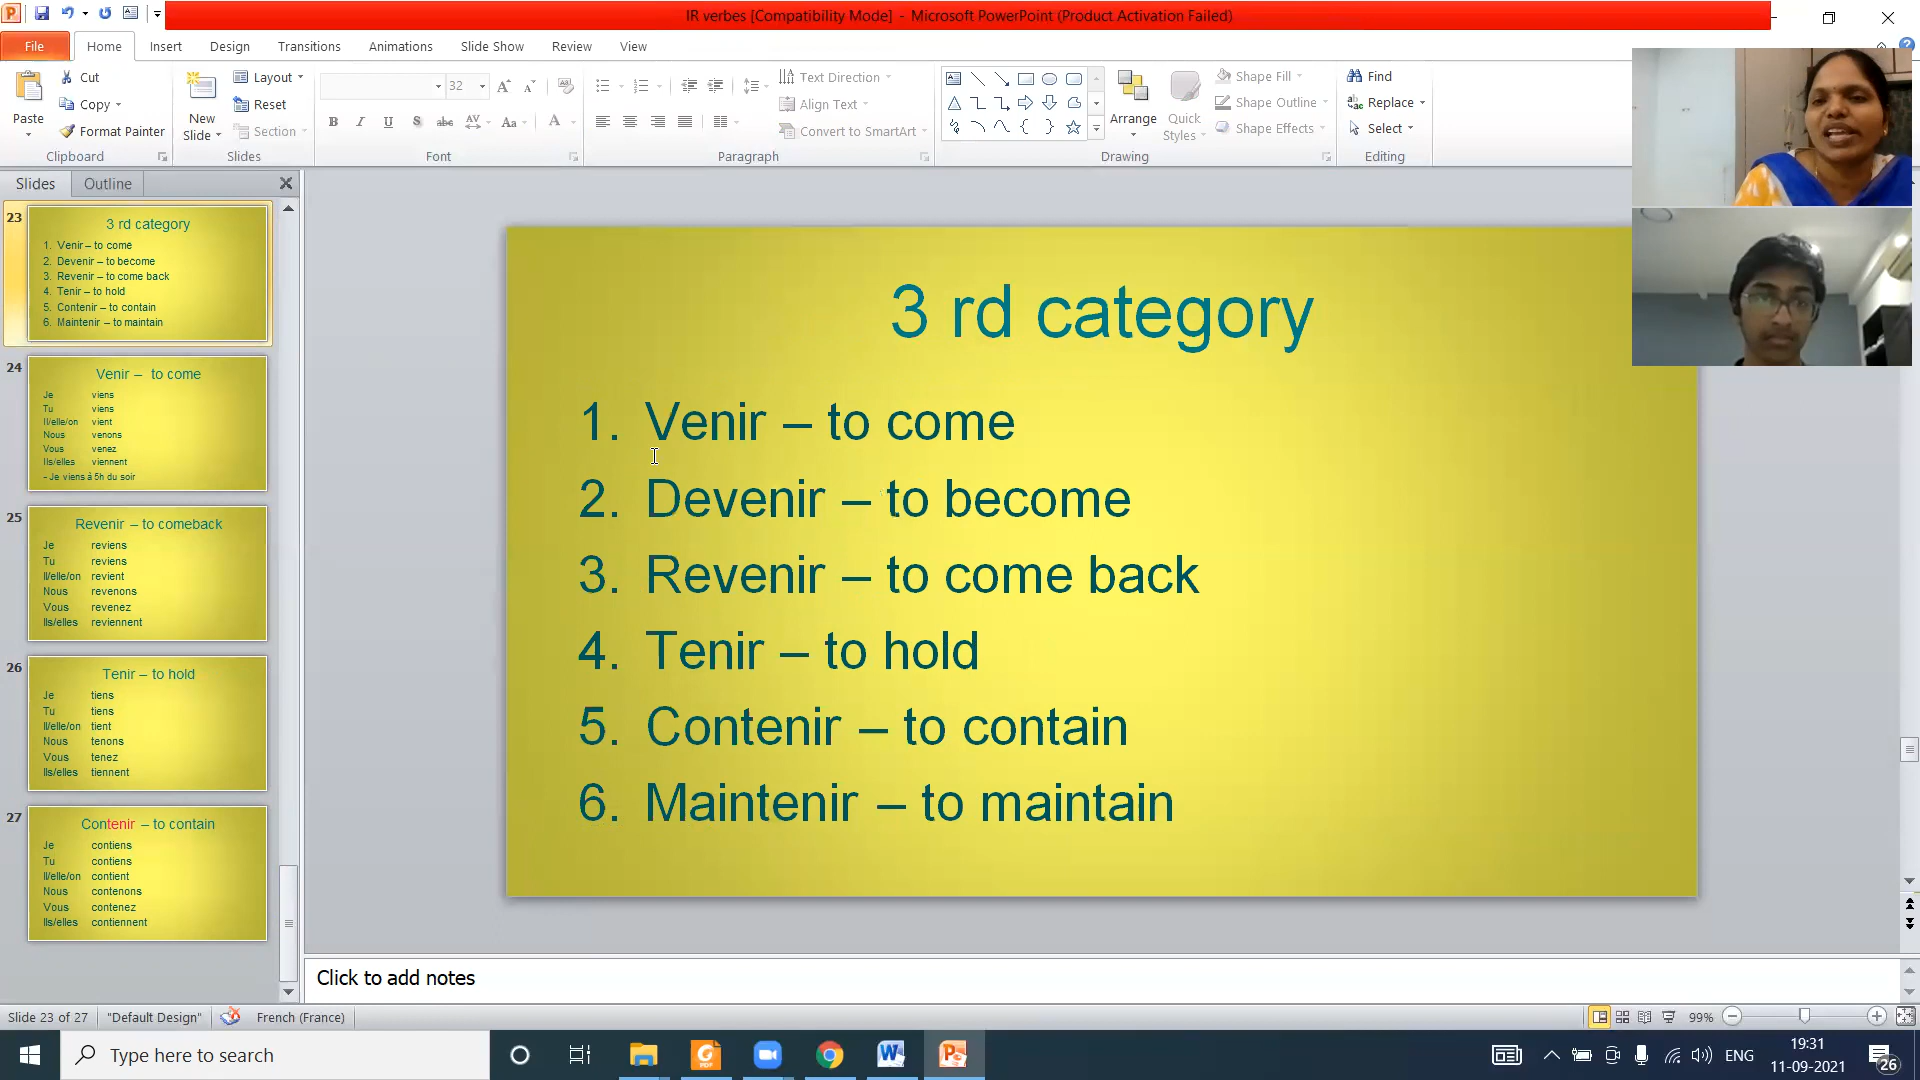 IR verbes [Compatibility Mode] - Microsoft PowerPoint (Product Activation Failed)
File Home Insert Design Transitions Animations Slide Show Review View
Paste
Cut
Copy
Format Painter
Clipboard
New Slide
Layout
Reset
Section
Slides
32
B I U S abc AV Aa A
Font
Text Direction
Align Text
Convert to SmartArt
Paragraph
Arrange
Quick Styles
Shape Fill
Shape Outline
Shape Effects
Drawing
Find
Replace
Select
Editing
Slides Outline
23
3 rd category
1. Venir – to come
2. Devenir – to become
3. Revenir – to come back
4. Tenir – to hold
5. Contenir – to contain
6. Maintenir – to maintain
24
Venir – to come
Je viens
Tu viens
Il/elle/on vient
Nous venons
Vous venez
Ils/elles viennent
- Je viens à 5h du soir
25
Revenir – to comeback
Je reviens
Tu reviens
Il/elle/on revient
Nous revenons
Vous revenez
Ils/elles reviennent
26
Tenir – to hold
Je tiens
Tu tiens
Il/elle/on tient
Nous tenons
Vous tenez
Ils/elles tiennent
27
Contenir – to contain
Je contiens
Tu contiens
Il/elle/on contient
Nous contenons
Vous contenez
Ils/elles contiennent
3 rd category
1. Venir – to come
2. Devenir – to become
3. Revenir – to come back
4. Tenir – to hold
5. Contenir – to contain
6. Maintenir – to maintain
Click to add notes
Slide 23 of 27 "Default Design" French (France) 99%
Type here to search
ENG
19:31
11-09-2021
26